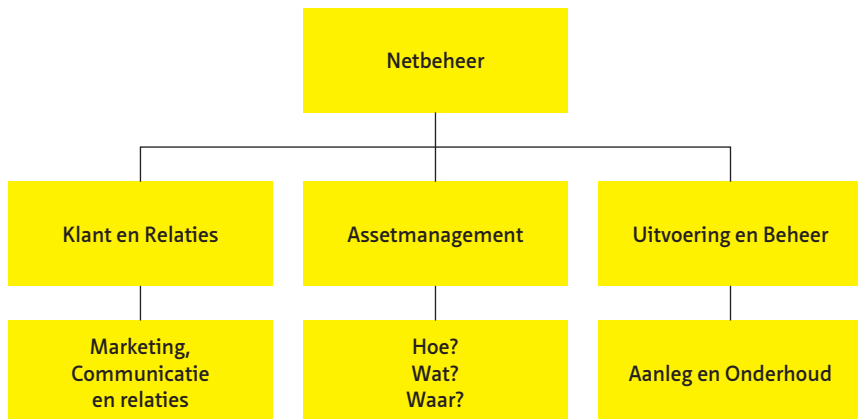 Netbeheer
Klant en Relaties
Assetmanagement
Uitvoering en Beheer
Marketing,
Communicatie
en relaties
Hoe?
Wat?
Waar?
Aanleg en Onderhoud